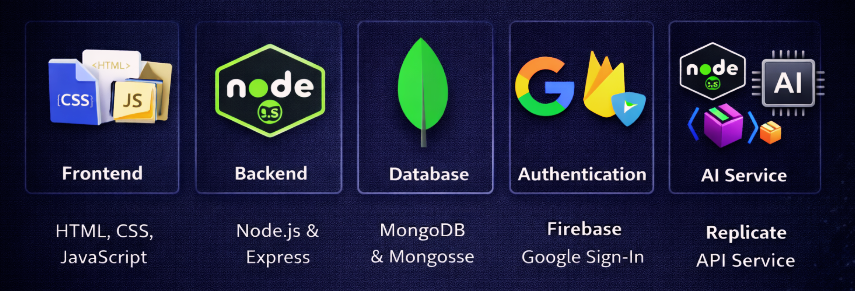 <HTML>
[CSS]
JS
node
JS
node
JS
AI
Frontend
Backend
Database
Authentication
AI Service
HTML, CSS,
JavaScript
Node.js &
Express
MongoDB
& Mongosse
Firebase
Google Sign-In
Replicate
API Service